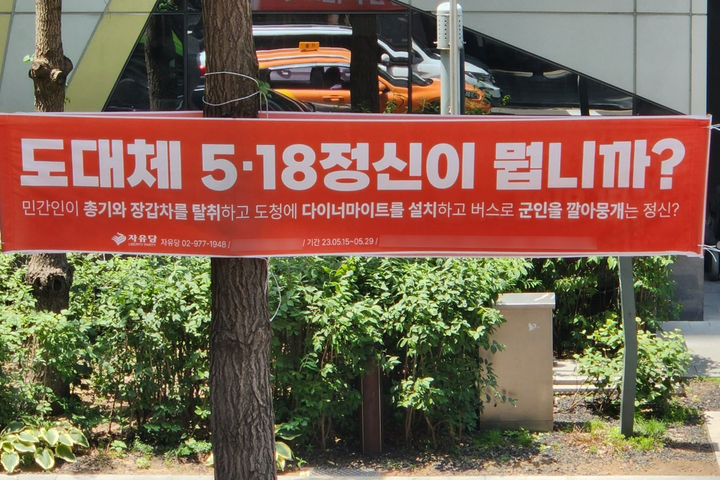 도대체 5·18정신이 뭡니까?
민간인이 총기와 장갑차를 탈취하고 도청에 다이너마이트를 설치하고 버스로 군인을 깔아뭉개는 정신?
자유당 LIBERTY PARTY 자유당 02-977-1948 / / 기간 23.05.15~05.29 /